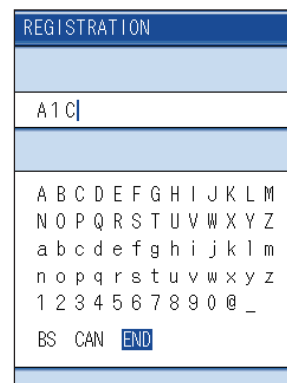 REGISTRATION
A1C
A B C D E F G H I J K L M
N O P Q R S T U V W X Y Z
a b c d e f g h i j k l m
n o p q r s t u v w x y z
1 2 3 4 5 6 7 8 9 0 @ _
BS CAN END